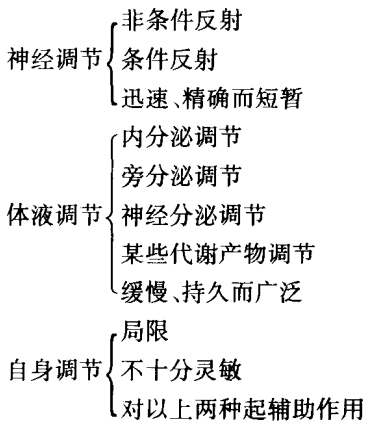 神经调节
非条件反射
条件反射
迅速、精确而短暂
体液调节
内分泌调节
旁分泌调节
神经分泌调节
某些代谢产物调节
缓慢、持久而广泛
自身调节
局限
不十分灵敏
对以上两种起辅助作用